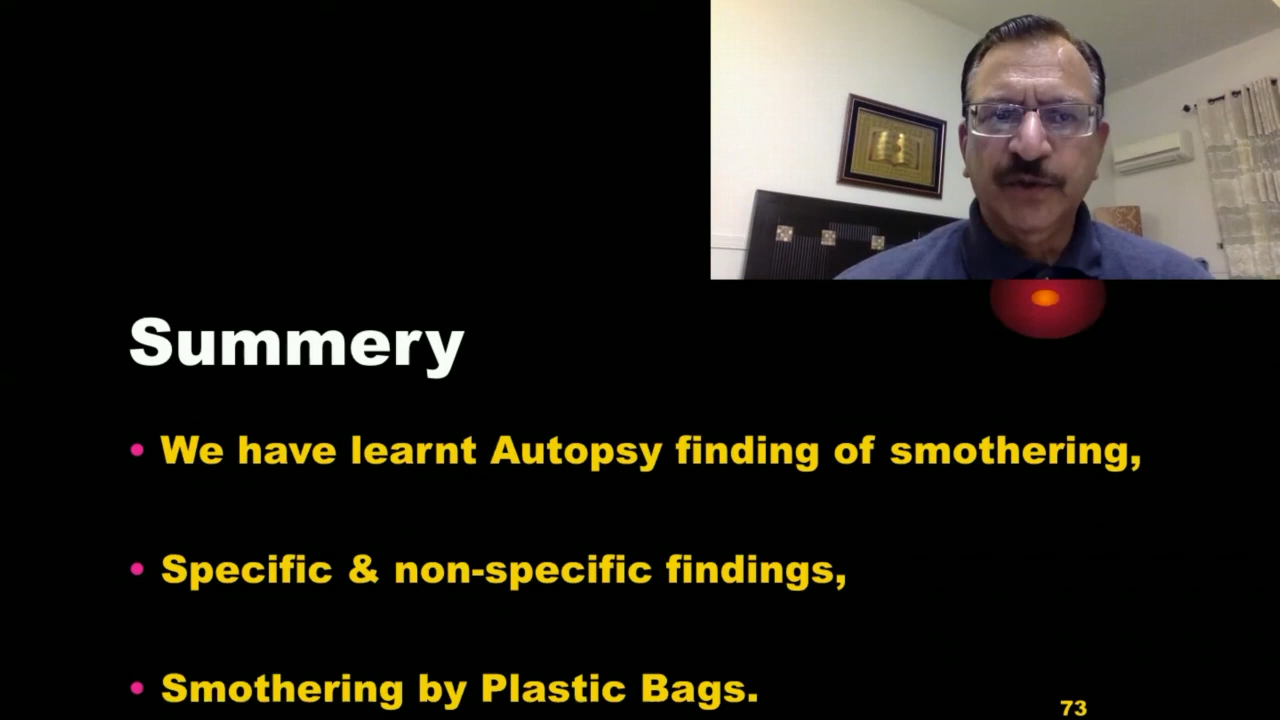 Summery
• We have learnt Autopsy finding of smothering,
• Specific & non-specific findings,
• Smothering by Plastic Bags.
73